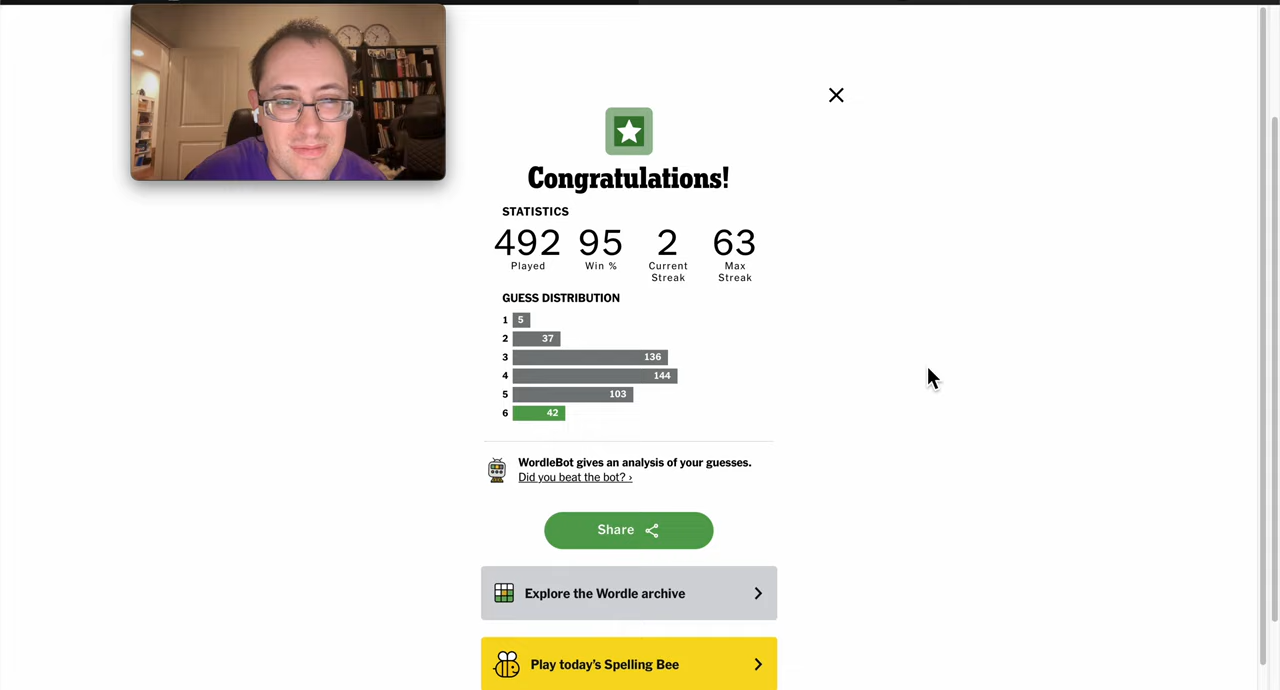 Congratulations!
STATISTICS
492 95 2 63
Played Win % Current Streak Max Streak
GUESS DISTRIBUTION
1 5
2 37
3 136
4 144
5 103
6 42
WordleBot gives an analysis of your guesses.
Did you beat the bot? ›
Share
Explore the Wordle archive
Play today's Spelling Bee